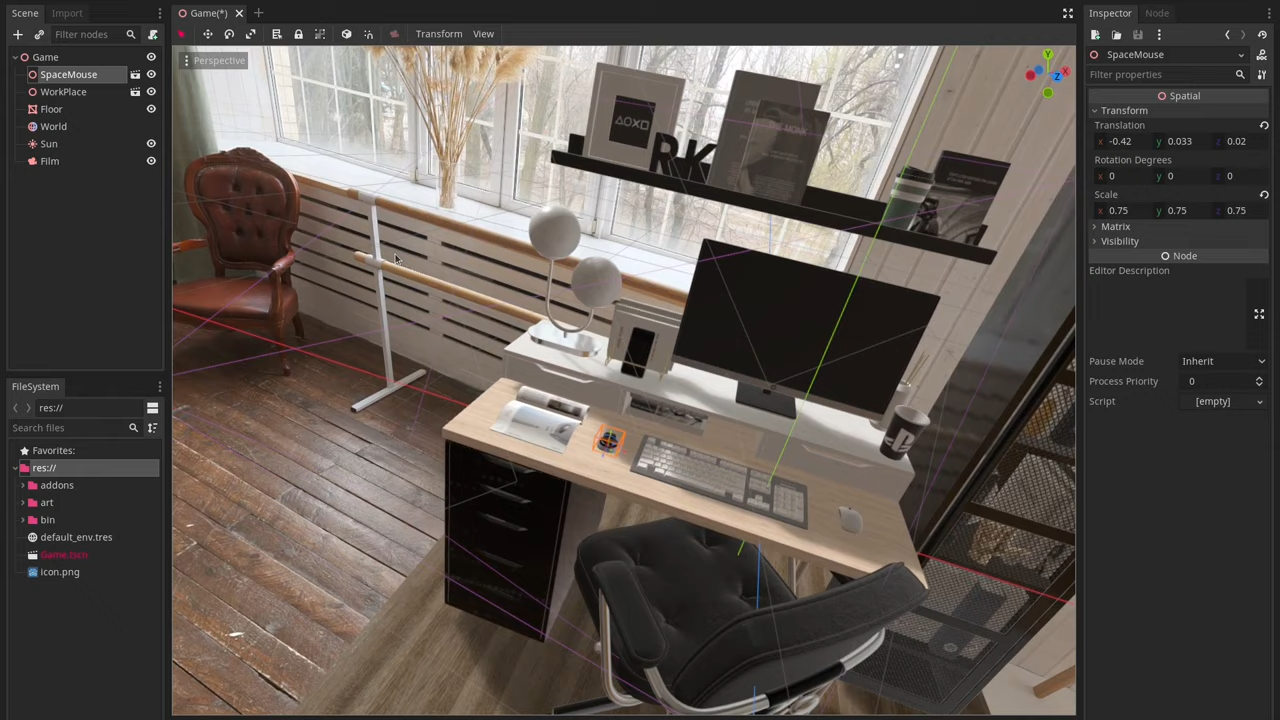 Scene
Import
Filter nodes
Game
SpaceMouse
WorkPlace
Floor
World
Sun
Film
FileSystem
res://
Search files
Favorites:
res://
addons
art
bin
default_env.tres
Game.tscn
icon.png
Game(*)
Transform
View
Perspective
Y
Z
X
RK
MONK
Inspector
Node
SpaceMouse
Filter properties
Spatial
Transform
Translation
x -0.42 y 0.033 z 0.02
Rotation Degrees
x 0 y 0 z 0
Scale
x 0.75 y 0.75 z 0.75
Matrix
Visibility
Node
Editor Description
Pause Mode Inherit
Process Priority 0
Script [empty]